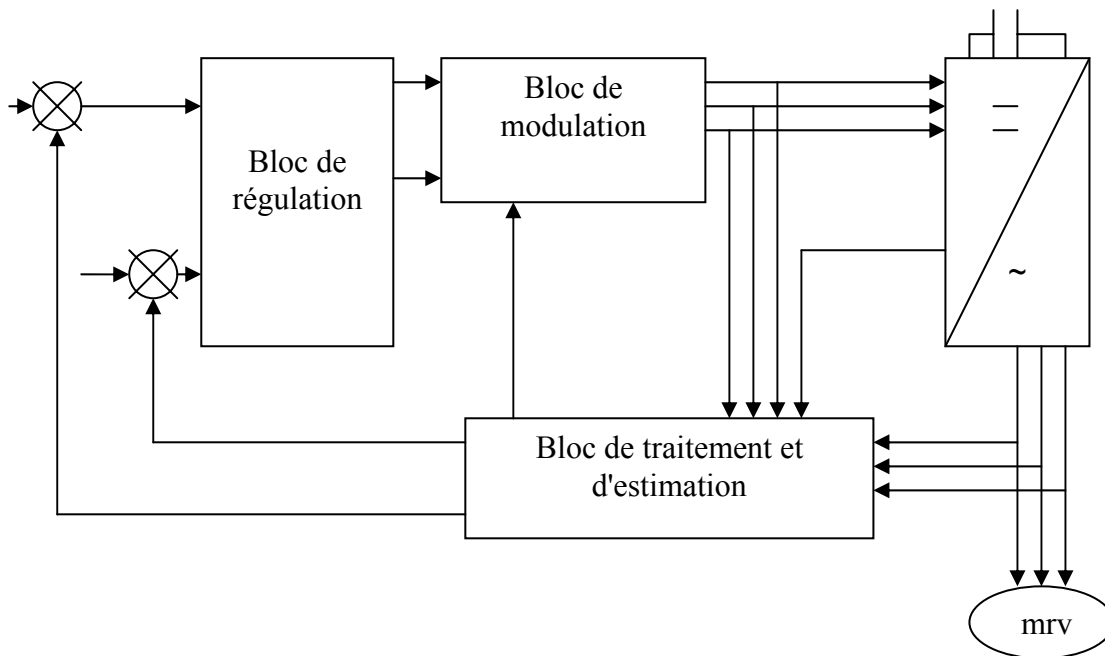 Bloc de
modulation
Bloc de
régulation
~
Bloc de traitement et
d'estimation
mrv